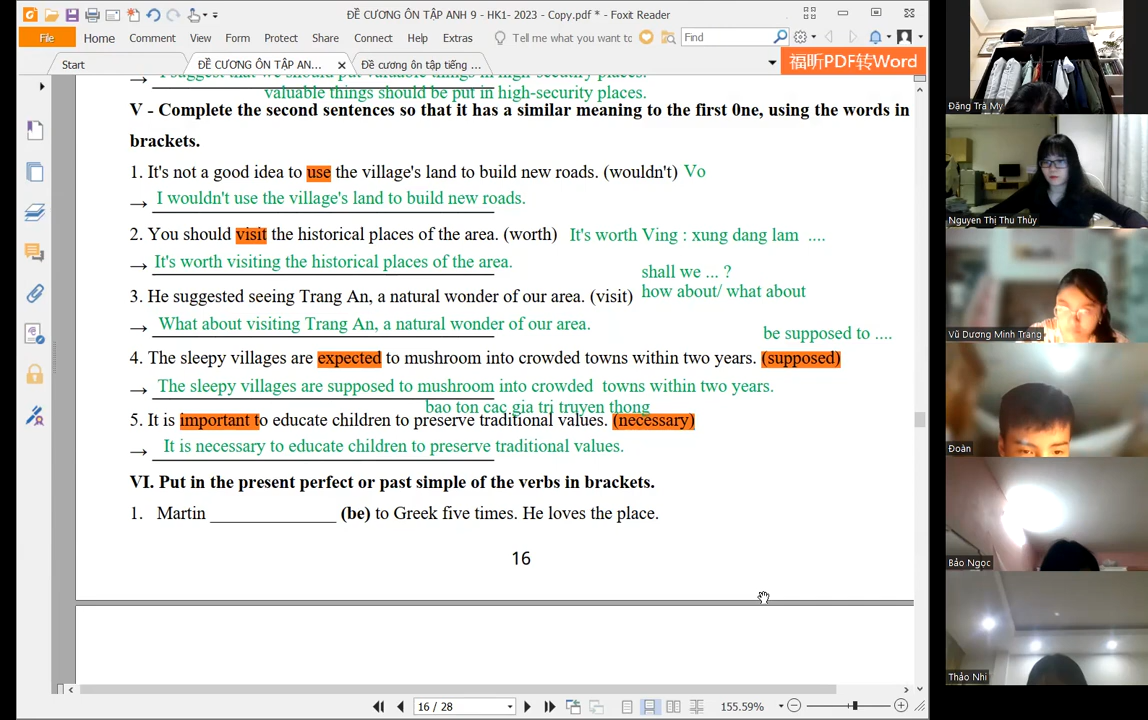 ĐỀ CƯƠNG ÔN TẬP ANH 9 - HK1- 2023 - Copy.pdf * - Foxit Reader
File Home Comment View Form Protect Share Connect Help Extras Tell me what you want to Find
Start ĐỀ CƯƠNG ÔN TẬP AN... Đề cương ôn tập tiếng ... 福昕PDF转Word
I suggest that we should put valuable things in high-secutity places.
valuable things should be put in high-security places.
V - Complete the second sentences so that it has a similar meaning to the first 0ne, using the words in
brackets.
1. It's not a good idea to use the village's land to build new roads. (wouldn't) Vo
→ I wouldn't use the village's land to build new roads.
2. You should visit the historical places of the area. (worth) It's worth Ving : xung dang lam ....
→ It's worth visiting the historical places of the area.
shall we ... ?
3. He suggested seeing Trang An, a natural wonder of our area. (visit) how about/ what about
→ What about visiting Trang An, a natural wonder of our area.
be supposed to ....
4. The sleepy villages are expected to mushroom into crowded towns within two years. (supposed)
→ The sleepy villages are supposed to mushroom into crowded towns within two years.
bao ton cac gia tri truyen thong
5. It is important to educate children to preserve traditional values. (necessary)
→ It is necessary to educate children to preserve traditional values.
VI. Put in the present perfect or past simple of the verbs in brackets.
1. Martin ______________ (be) to Greek five times. He loves the place.
16
16 / 28 155.59%
Đặng Trà My
Nguyen Thi Thu Thủy
Vũ Dương Minh Trang
Đoàn
Bảo Ngọc
Thảo Nhi